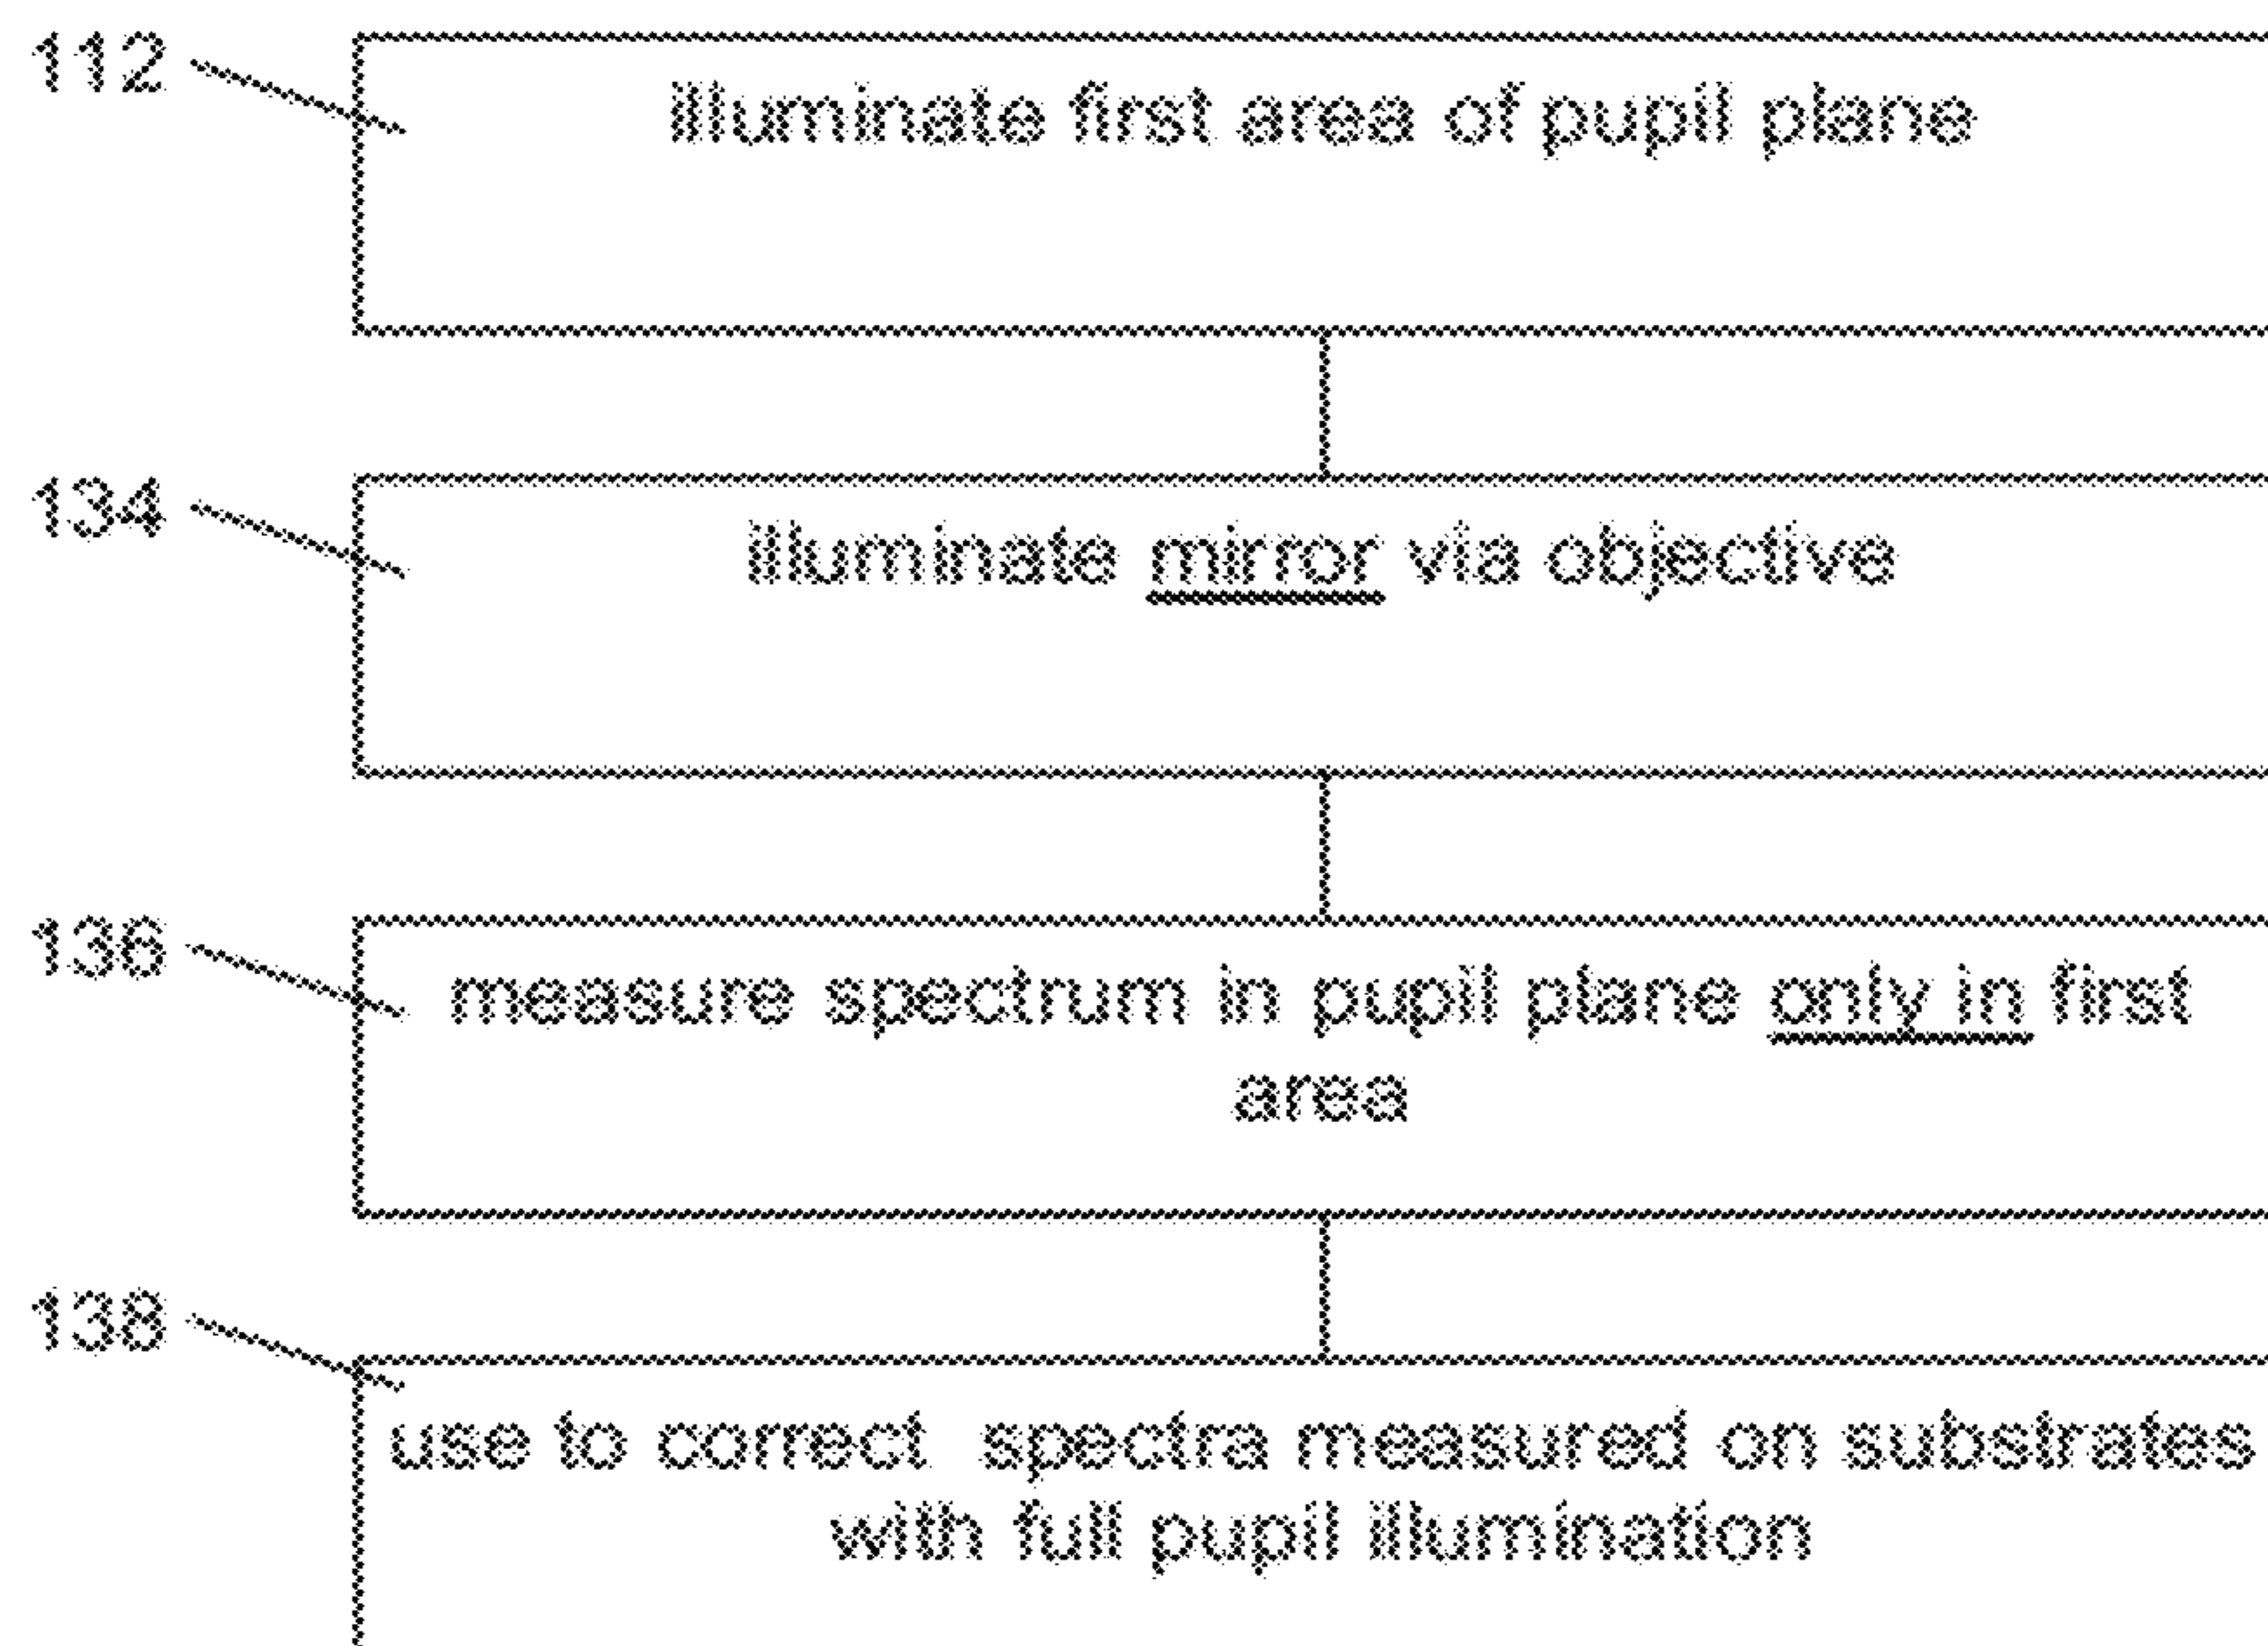 112
illuminate first area of pupil plane
134
illuminate mirror via objective
136
measure spectrum in pupil plane only in first
area
138
use to correct  spectra measured on substrates
with full pupil illumination